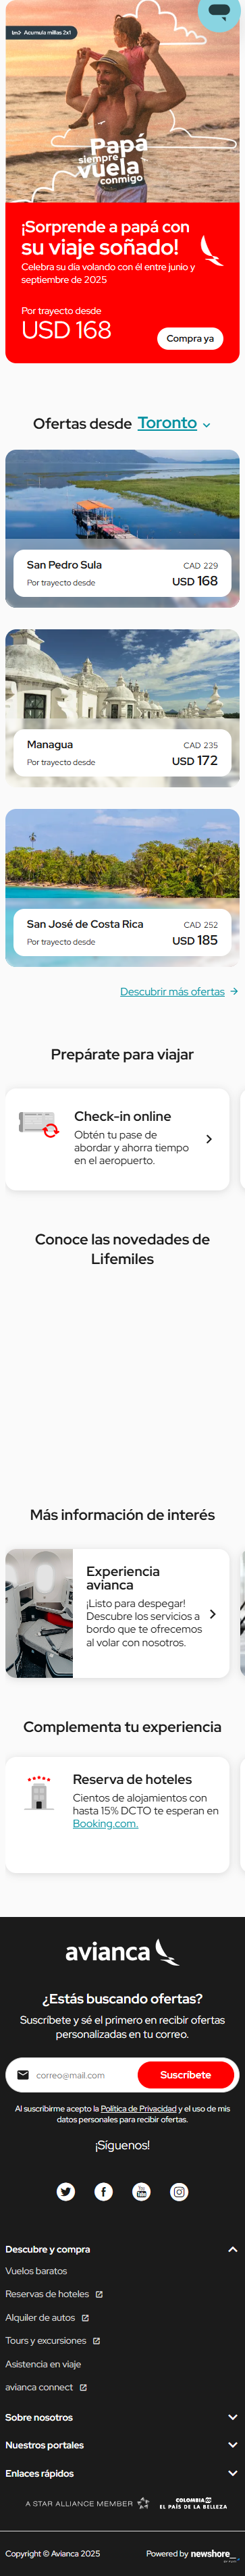 lm) Acumula millas 2x1
Papá
siempre
vuela
conmigo
¡Sorprende a papá con
su viaje soñado!
Celebra su día volando con él entre junio y
septiembre de 2025
Por trayecto desde
USD 168
Compra ya
Ofertas desde Toronto
San Pedro Sula CAD 229
Por trayecto desde USD 168
Managua CAD 235
Por trayecto desde USD 172
San José de Costa Rica CAD 252
Por trayecto desde USD 185
Descubrir más ofertas
Prepárate para viajar
Check-in online
Obtén tu pase de
abordar y ahorra tiempo
en el aeropuerto.
Conoce las novedades de
Lifemiles
Más información de interés
Experiencia
avianca
¡Listo para despegar!
Descubre los servicios a
bordo que te ofrecemos
al volar con nosotros.
Complementa tu experiencia
Reserva de hoteles
Cientos de alojamientos con
hasta 15% DCTO te esperan en
Booking.com.
avianca
¿Estás buscando ofertas?
Suscríbete y sé el primero en recibir ofertas
personalizadas en tu correo.
correo@mail.com Suscríbete
Al suscribirme acepto la Política de Privacidad y el uso de mis
datos personales para recibir ofertas.
¡Síguenos!
Descubre y compra
Vuelos baratos
Reservas de hoteles
Alquiler de autos
Tours y excursiones
Asistencia en viaje
avianca connect
Sobre nosotros
Nuestros portales
Enlaces rápidos
A STAR ALLIANCE MEMBER COLOMBIA
EL PAÍS DE LA BELLEZA
Copyright © Avianca 2025 Powered by newshore_